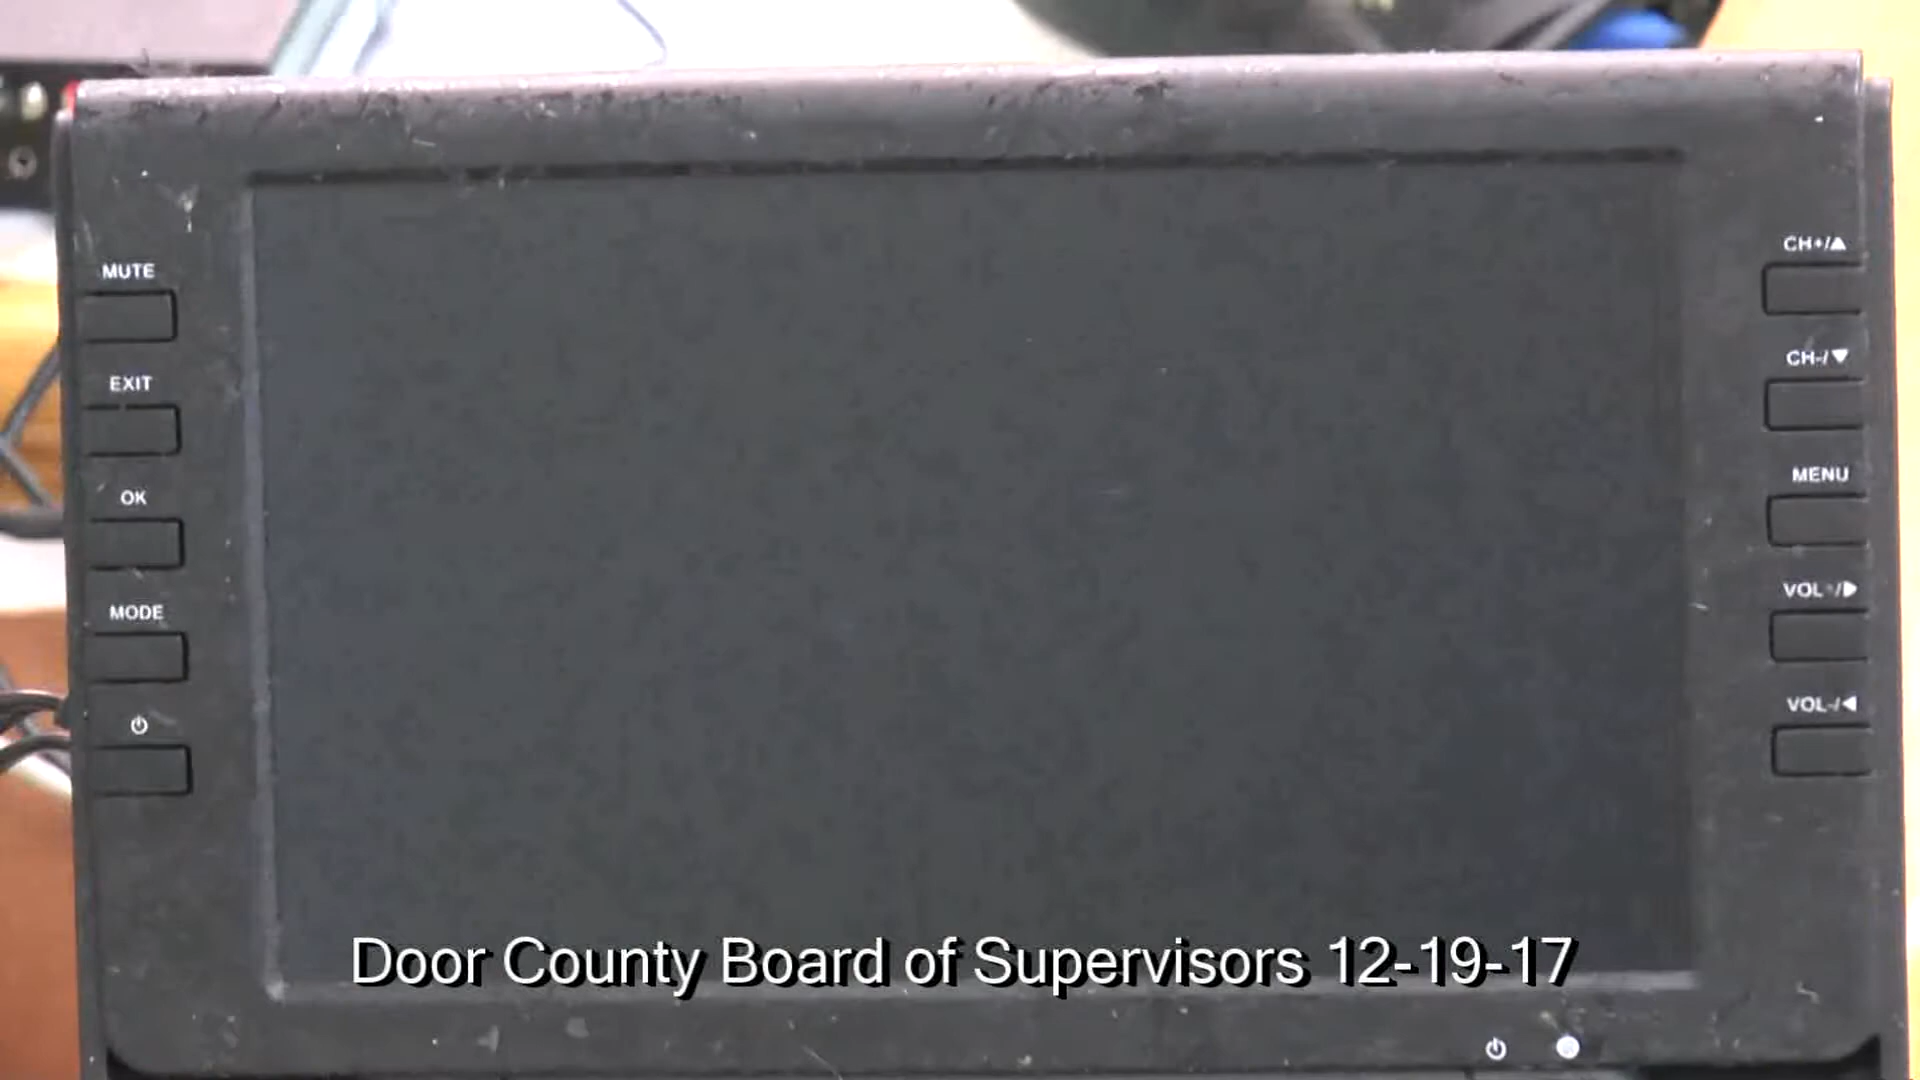 MUTE
EXIT
OK
MODE
CH+/▲
CH-/▼
MENU
VOL+/▶
VOL-/◀
Door County Board of Supervisors 12-19-17